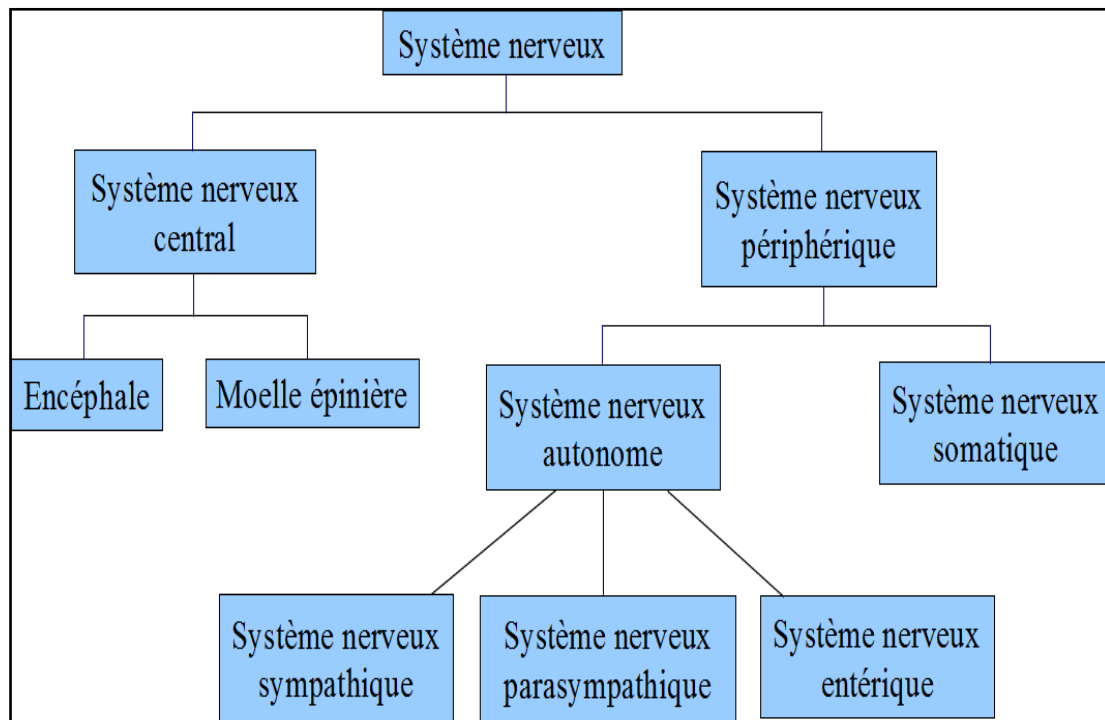 Système nerveux
Système nerveux
central
Système nerveux
périphérique
Encéphale
Moelle épinière
Système nerveux
autonome
Système nerveux
somatique
Système nerveux
sympathique
Système nerveux
parasympathique
Système nerveux
entérique